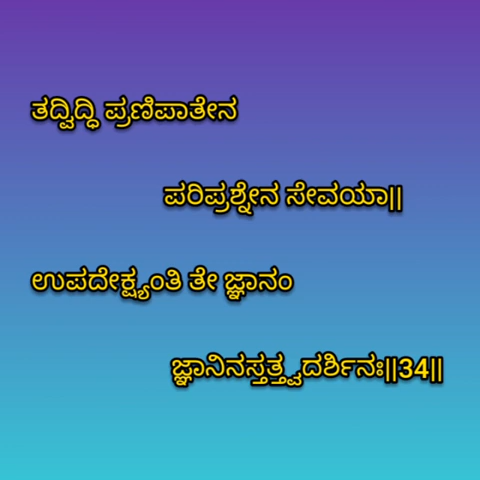 ತದ್ವಿದ್ಧಿ ಪ್ರಣಿಪಾತೇನ
ಪರಿಪ್ರಶ್ನೇನ ಸೇವಯಾ||
ಉಪದೇಕ್ಷ್ಯಂತಿ ತೇ ಜ್ಞಾನಂ
ಜ್ಞಾನಿನಸ್ತತ್ತ್ವದರ್ಶಿನಃ||34||